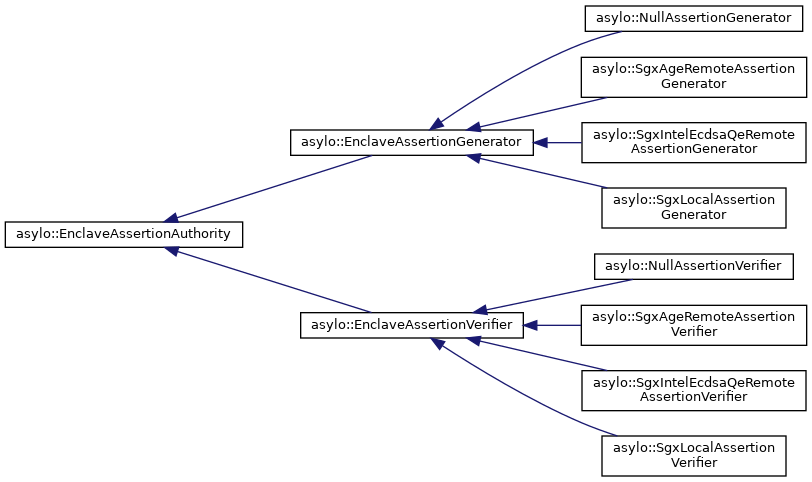 asylo::NullAssertionGenerator
asylo::SgxAgeRemoteAssertion
Generator
asylo::EnclaveAssertionGenerator
asylo::SgxIntelEcdsaQeRemote
AssertionGenerator
asylo::SgxLocalAssertion
Generator
asylo::EnclaveAssertionAuthority
asylo::NullAssertionVerifier
asylo::EnclaveAssertionVerifier
asylo::SgxAgeRemoteAssertion
Verifier
asylo::SgxIntelEcdsaQeRemote
AssertionVerifier
asylo::SgxLocalAssertion
Verifier